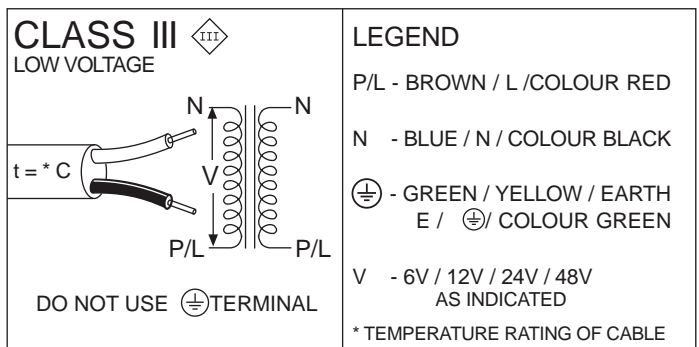 CLASS III III
LOW VOLTAGE
N N
t = * C
V
P/L P/L
DO NOT USE TERMINAL
LEGEND
P/L - BROWN / L /COLOUR RED
N - BLUE / N / COLOUR BLACK
- GREEN / YELLOW / EARTH
E / / COLOUR GREEN
V - 6V / 12V / 24V / 48V
AS INDICATED
* TEMPERATURE RATING OF CABLE